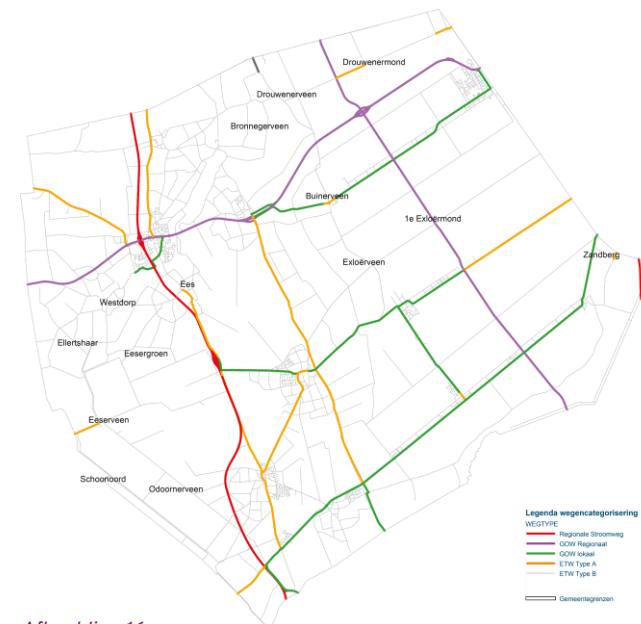 Drouwenermond
Drouwenerveen
Bronnegerveen
Buinerveen
1e Exloërmond
Zandberg
Exloërveen
Ees
Westdorp
Ellertshaar
Eesergroen
Eeserveen
Schoonoord
Odoornerveen
Legenda wegencategorisering
WEGTYPE
Regionale Stroomweg
GOW Regionaal
GOW lokaal
ETW Type A
ETW Type B
Gemeentegrenzen